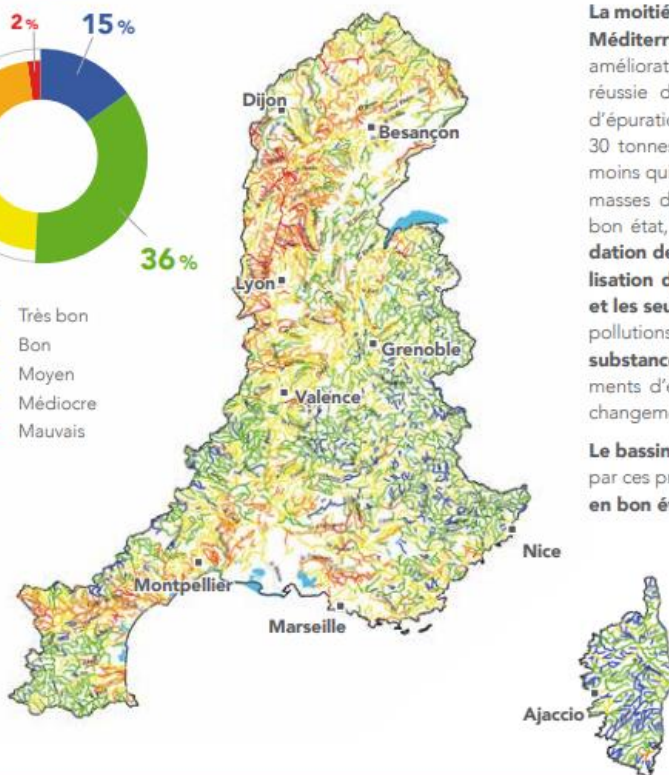 2%
15%
36%
Très bon
Bon
Moyen
Médiocre
Mauvais
Dijon
Besançon
Lyon
Grenoble
Valence
Montpellier
Marseille
Nice
Ajaccio
La moitié
Méditerr
améliorat
réussie d
d'épuratio
30 tonnes
moins qu
masses d
bon état,
dation de
lisation d
et les seu
pollutions
substance
ments d'é
changeme
Le bassin
par ces pr
en bon é